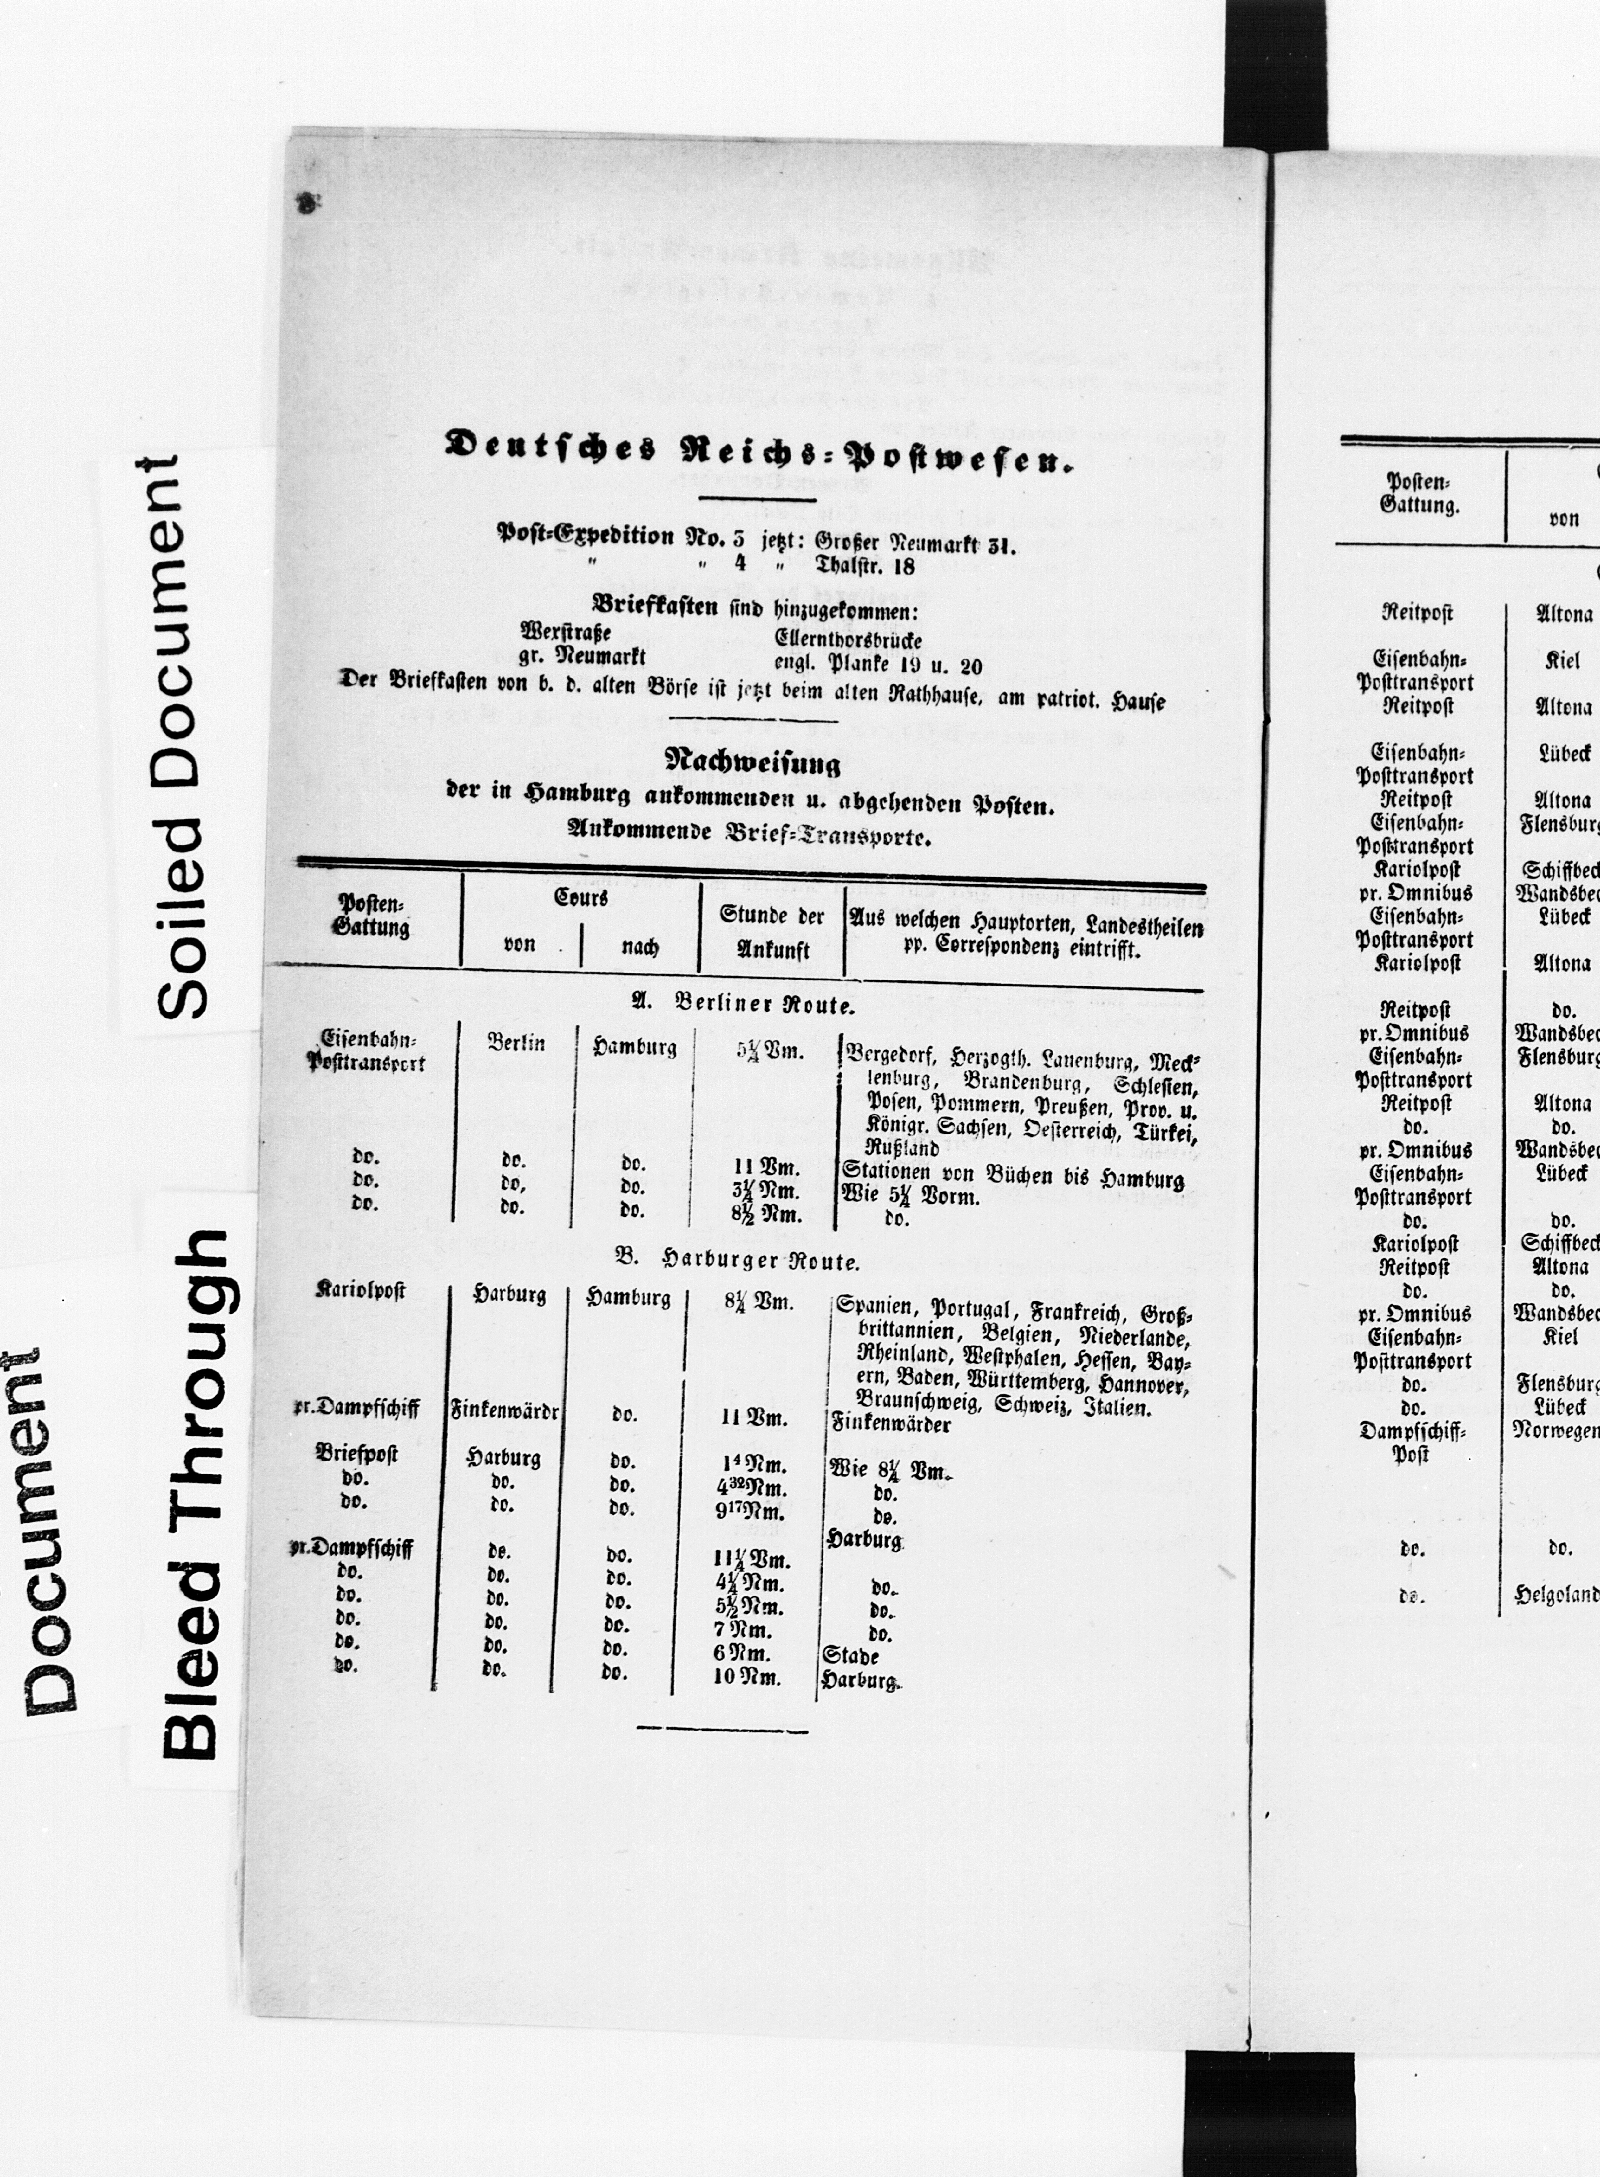 Soiled Document
Bleed Through
Document
8
Deutsches Reichs-Postwesen.
Post-Expedition No. 3 jetzt: Großer Neumarkt 31.
" " 4 " Thalstr. 18
Briefkasten sind hinzugekommen:
Wexstraße Ellernthorsbrücke
gr. Neumarkt engl. Planke 19 u. 20
Der Briefkasten von b. d. alten Börse ist jetzt beim alten Rathhause, am patriot. Hause
Nachweisung
der in Hamburg ankommenden u. abgehenden Posten.
Ankommende Brief-Transporte.
Posten-
Gattung
Cours
von nach
Stunde der
Ankunft
Aus welchen Hauptorten, Landestheilen
pp. Correspondenz eintrifft.
A. Berliner Route.
Eisenbahn- Berlin Hamburg 5¼ Vm. Bergedorf, Herzogth. Lauenburg, Meck-
Posttransport lenburg, Brandenburg, Schlesien,
Posen, Pommern, Preußen, Prov. u.
Königr. Sachsen, Oesterreich, Türkei,
Rußland
do. do. do. 11 Vm. Stationen von Büchen bis Hamburg
do. do, do. 3¼ Nm. Wie 5¼ Vorm.
do. do. do. 8½ Nm. do.
B. Harburger Route.
Kariolpost Harburg Hamburg 8¼ Vm. Spanien, Portugal, Frankreich, Groß-
brittannien, Belgien, Niederlande,
Rheinland, Westphalen, Hessen, Bay-
ern, Baden, Württemberg, Hannover,
Braunschweig, Schweiz, Italien.
pr. Dampfschiff Finkenwärdr do. 11 Vm. Finkenwärder
Briefpost Harburg do. 1⁴ Nm. Wie 8¼ Vm.
do. do. do. 4³² Nm. do.
do. do. do. 9¹⁷ Nm. do.
Harburg
pr. Dampfschiff do. do. 11¼ Vm.
do. do. do. 4¼ Nm. do.
do. do. do. 5½ Nm. do.
do. do. do. 7 Nm. do.
do. do. do. 6 Nm. Stade
do. do. do. 10 Nm. Harburg.
Posten-
Gattung.
von
Reitpost Altona
Eisenbahn- Kiel
Posttransport
Reitpost Altona
Eisenbahn- Lübeck
Posttransport
Reitpost Altona
Eisenbahn- Flensburg
Posttransport
Kariolpost Schiffbeck
pr. Omnibus Wandsbec
Eisenbahn- Lübeck
Posttransport
Kariolpost Altona
Reitpost do.
pr. Omnibus Wandsbec
Eisenbahn- Flensburg
Posttransport
Reitpost Altona
do. do.
pr. Omnibus Wandsbec
Eisenbahn- Lübeck
Posttransport
do. do.
Kariolpost Schiffbeck
Reitpost Altona
do. do.
pr. Omnibus Wandsbec
Eisenbahn- Kiel
Posttransport
do. Flensburg
do. Lübeck
Dampfschiff- Norwegen
Post
do. do.
do. Helgoland